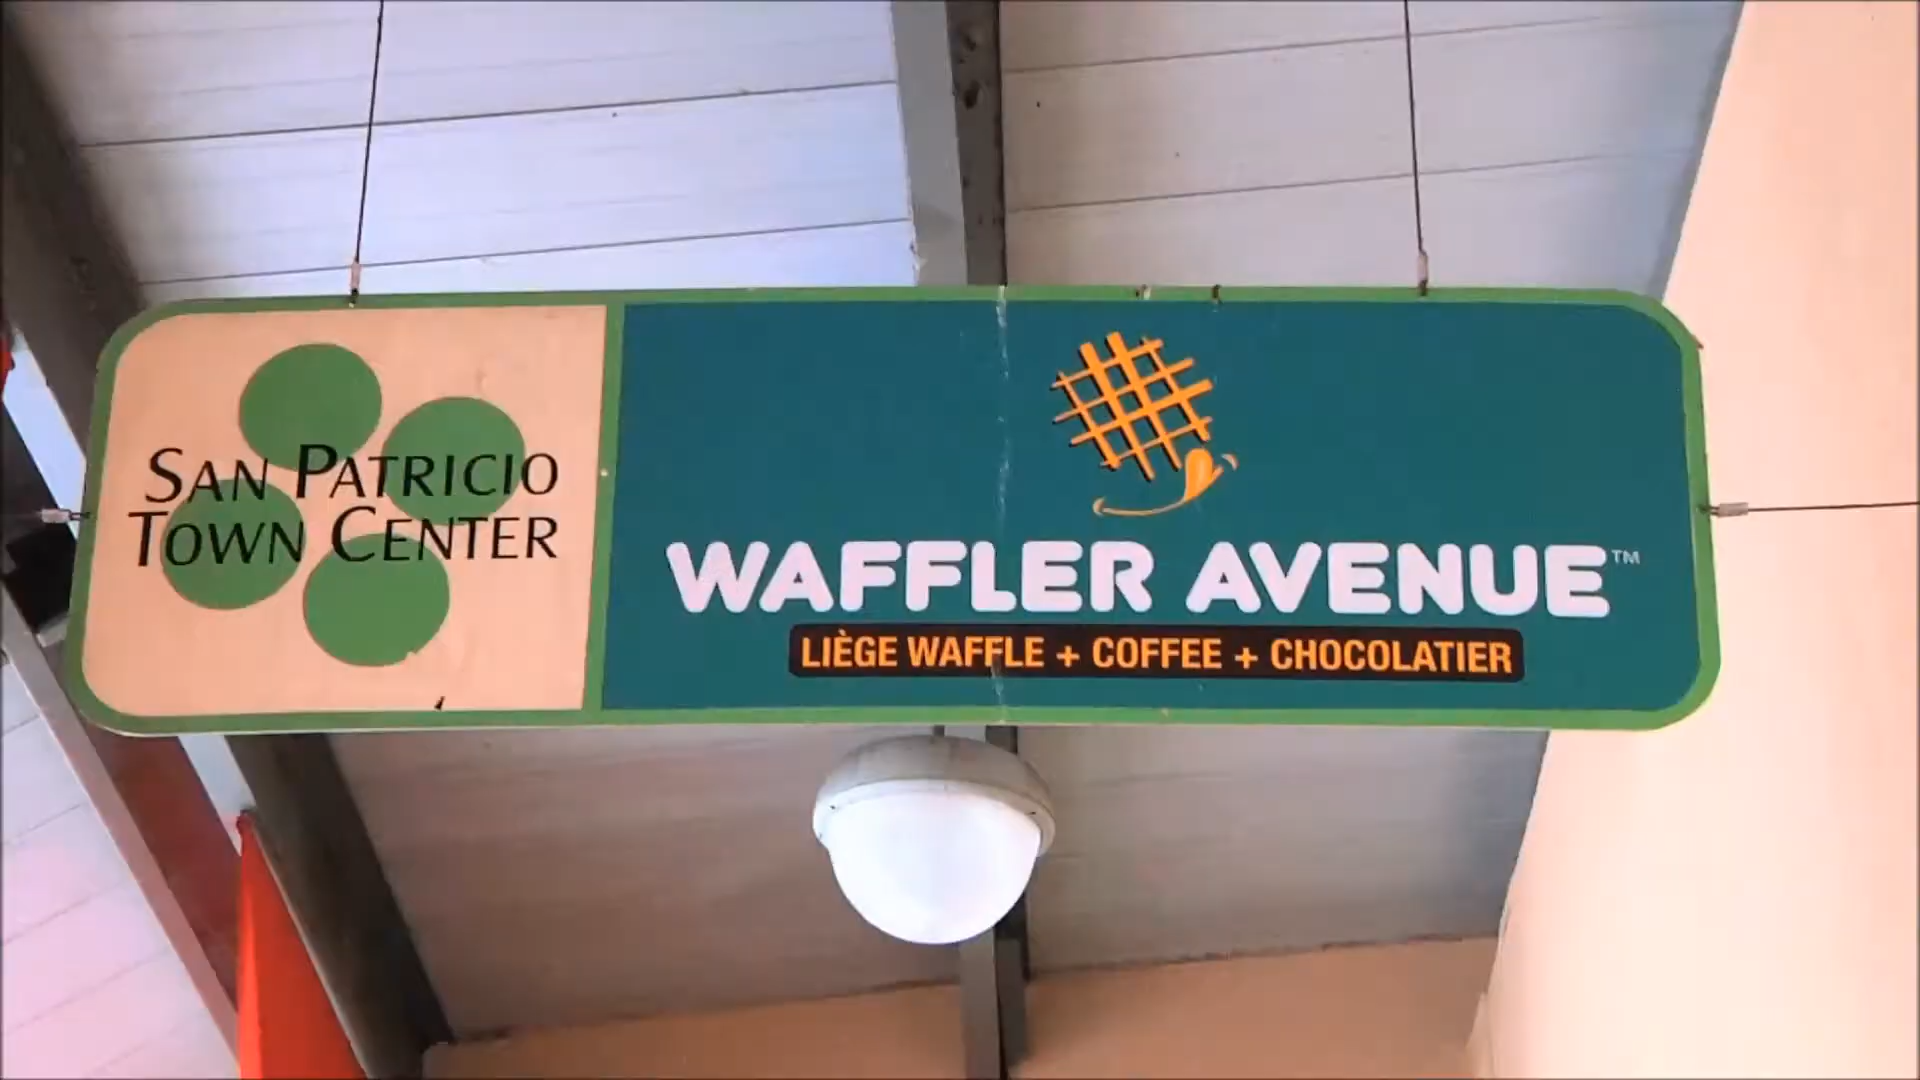 SAN PATRICIO
TOWN CENTER
WAFFLER AVENUE™
LIÈGE WAFFLE + COFFEE + CHOCOLATIER